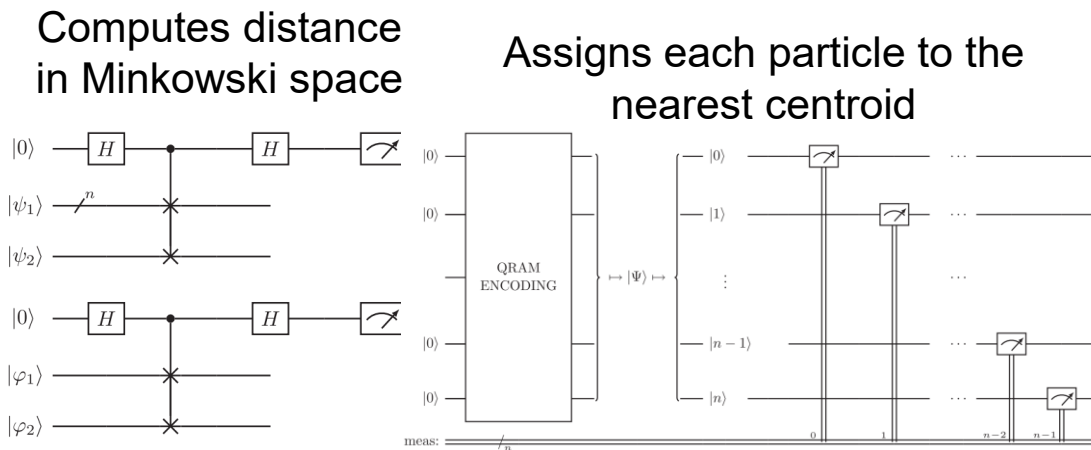 Computes distance
in Minkowski space
Assigns each particle to the
nearest centroid
|0⟩ H H
|ψ₁⟩ n
|ψ₂⟩
|0⟩ H H
|φ₁⟩
|φ₂⟩
|0⟩ |0⟩ ...
|0⟩ |1⟩ ...
QRAM
ENCODING
↦ |Ψ⟩ ↦ ⋮ ...
|0⟩ |n − 1⟩ ...
|0⟩ |n⟩ ...
meas: n 0 1 n−2 n−1